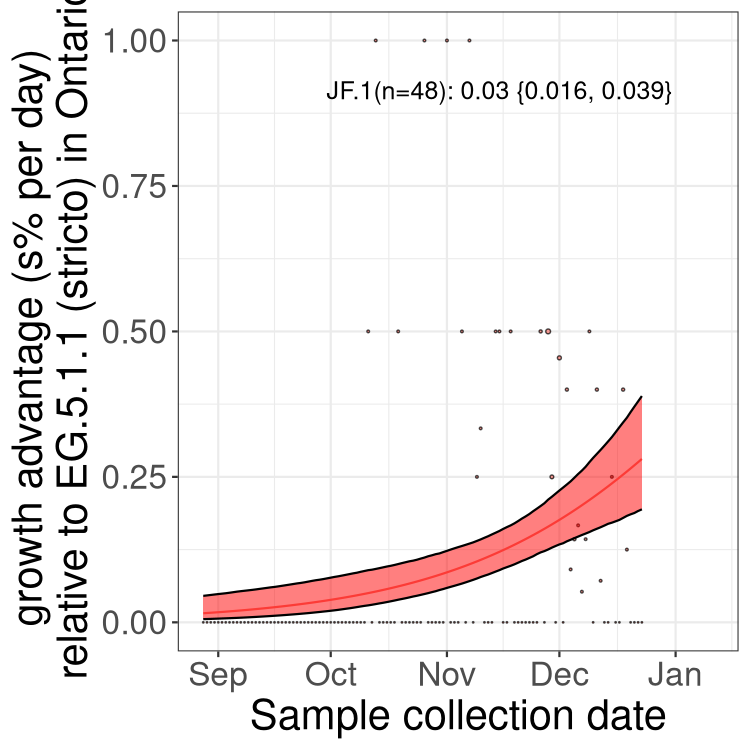 growth advantage (s% per day)
relative to EG.5.1.1 (stricto) in Ontario
1.00
0.75
0.50
0.25
0.00
JF.1(n=48): 0.03 {0.016, 0.039}
Sep Oct Nov Dec Jan
Sample collection date